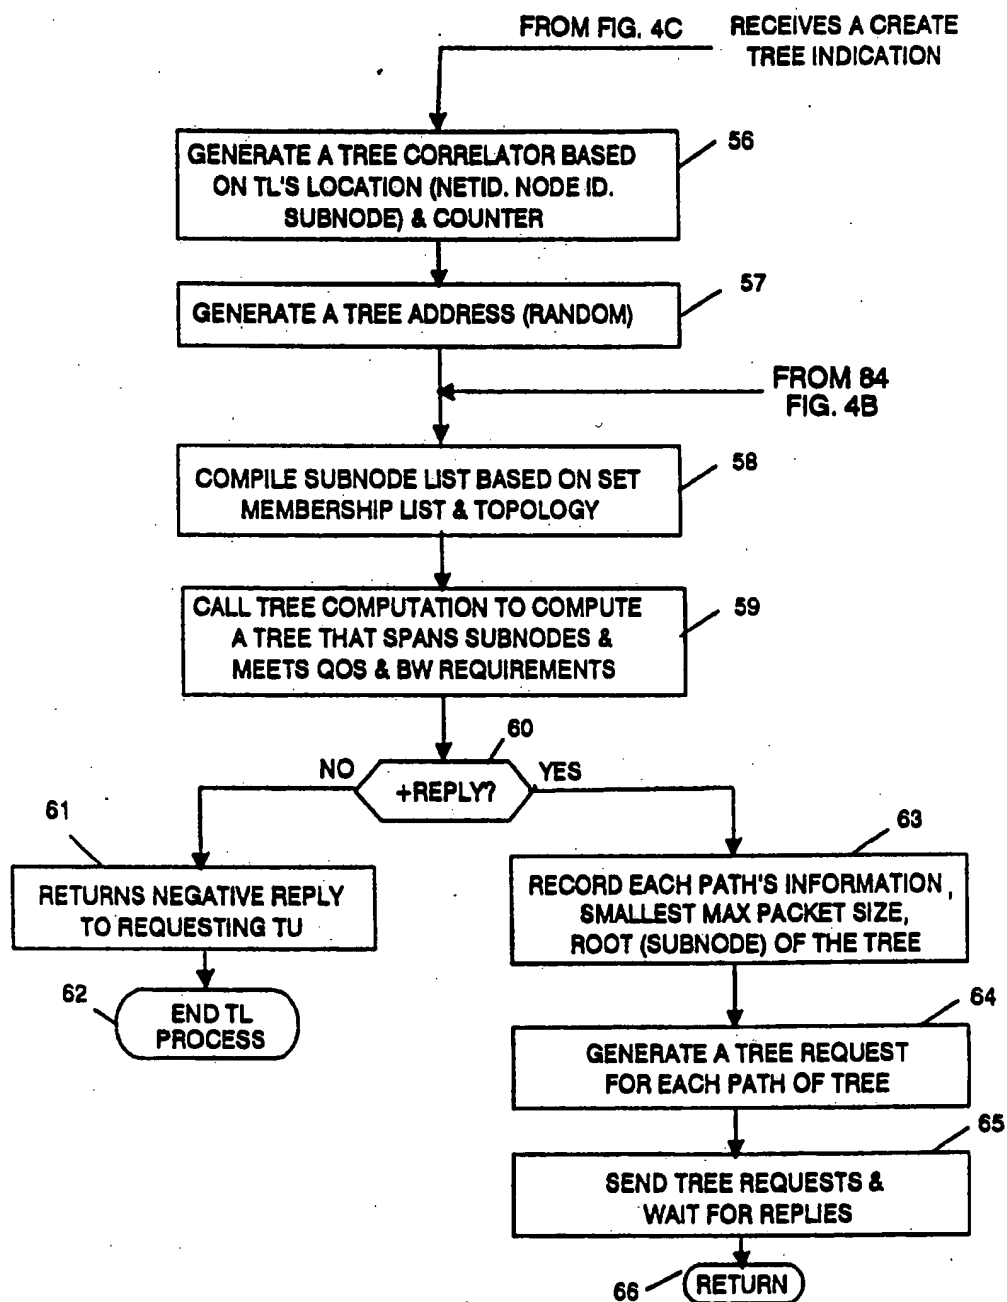 FROM FIG. 4C
RECEIVES A CREATE
TREE INDICATION
56
GENERATE A TREE CORRELATOR BASED
ON TL'S LOCATION (NETID. NODE ID.
SUBNODE) & COUNTER
57
GENERATE A TREE ADDRESS (RANDOM)
FROM 84
FIG. 4B
58
COMPILE SUBNODE LIST BASED ON SET
MEMBERSHIP LIST & TOPOLOGY
59
CALL TREE COMPUTATION TO COMPUTE
A TREE THAT SPANS SUBNODES &
MEETS QOS & BW REQUIREMENTS
60
NO
+REPLY?
YES
61
RETURNS NEGATIVE REPLY
TO REQUESTING TU
62
END TL
PROCESS
63
RECORD EACH PATH'S INFORMATION,
SMALLEST MAX PACKET SIZE,
ROOT (SUBNODE) OF THE TREE
64
GENERATE A TREE REQUEST
FOR EACH PATH OF TREE
65
SEND TREE REQUESTS &
WAIT FOR REPLIES
66
RETURN